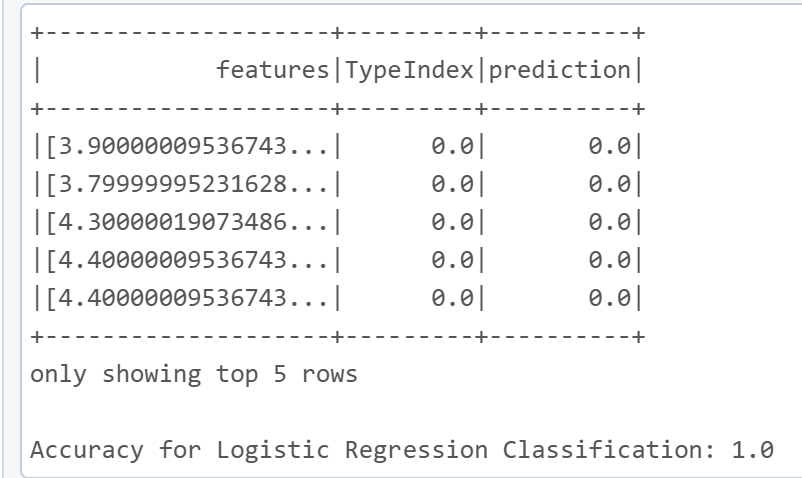 +--------------------+---------+----------+
|            features|TypeIndex|prediction|
+--------------------+---------+----------+
|[3.90000009536743...|      0.0|       0.0|
|[3.79999995231628...|      0.0|       0.0|
|[4.30000019073486...|      0.0|       0.0|
|[4.40000009536743...|      0.0|       0.0|
|[4.40000009536743...|      0.0|       0.0|
+--------------------+---------+----------+
only showing top 5 rows
Accuracy for Logistic Regression Classification: 1.0